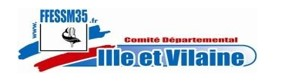 www.
FFESSM35
.fr
Comité Départemental
Ille et Vilaine